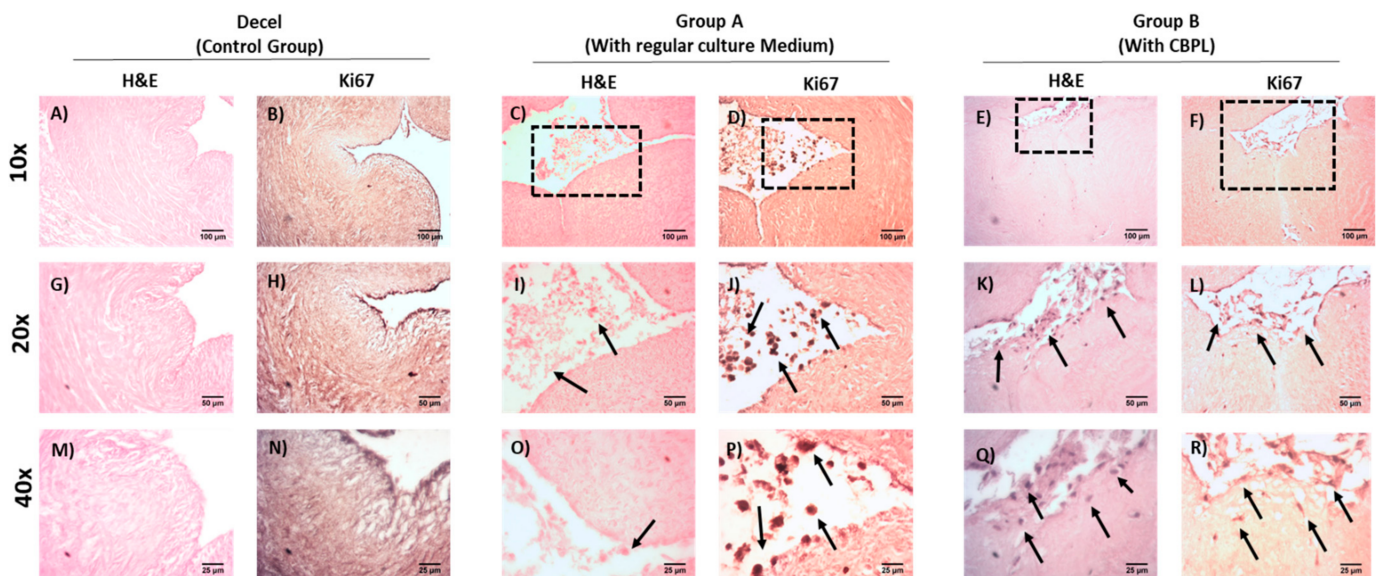 Decel
(Control Group)
Group A
(With regular culture Medium)
Group B
(With CBPL)
H&E
Ki67
H&E
Ki67
H&E
Ki67
10x
A)
100 µm
B)
100 µm
C)
100 µm
D)
100 µm
E)
100 µm
F)
100 µm
20x
G)
50 µm
H)
50 µm
I)
50 µm
J)
50 µm
K)
50 µm
L)
50 µm
40x
M)
25 µm
N)
25 µm
O)
25 µm
P)
25 µm
Q)
25 µm
R)
25 µm